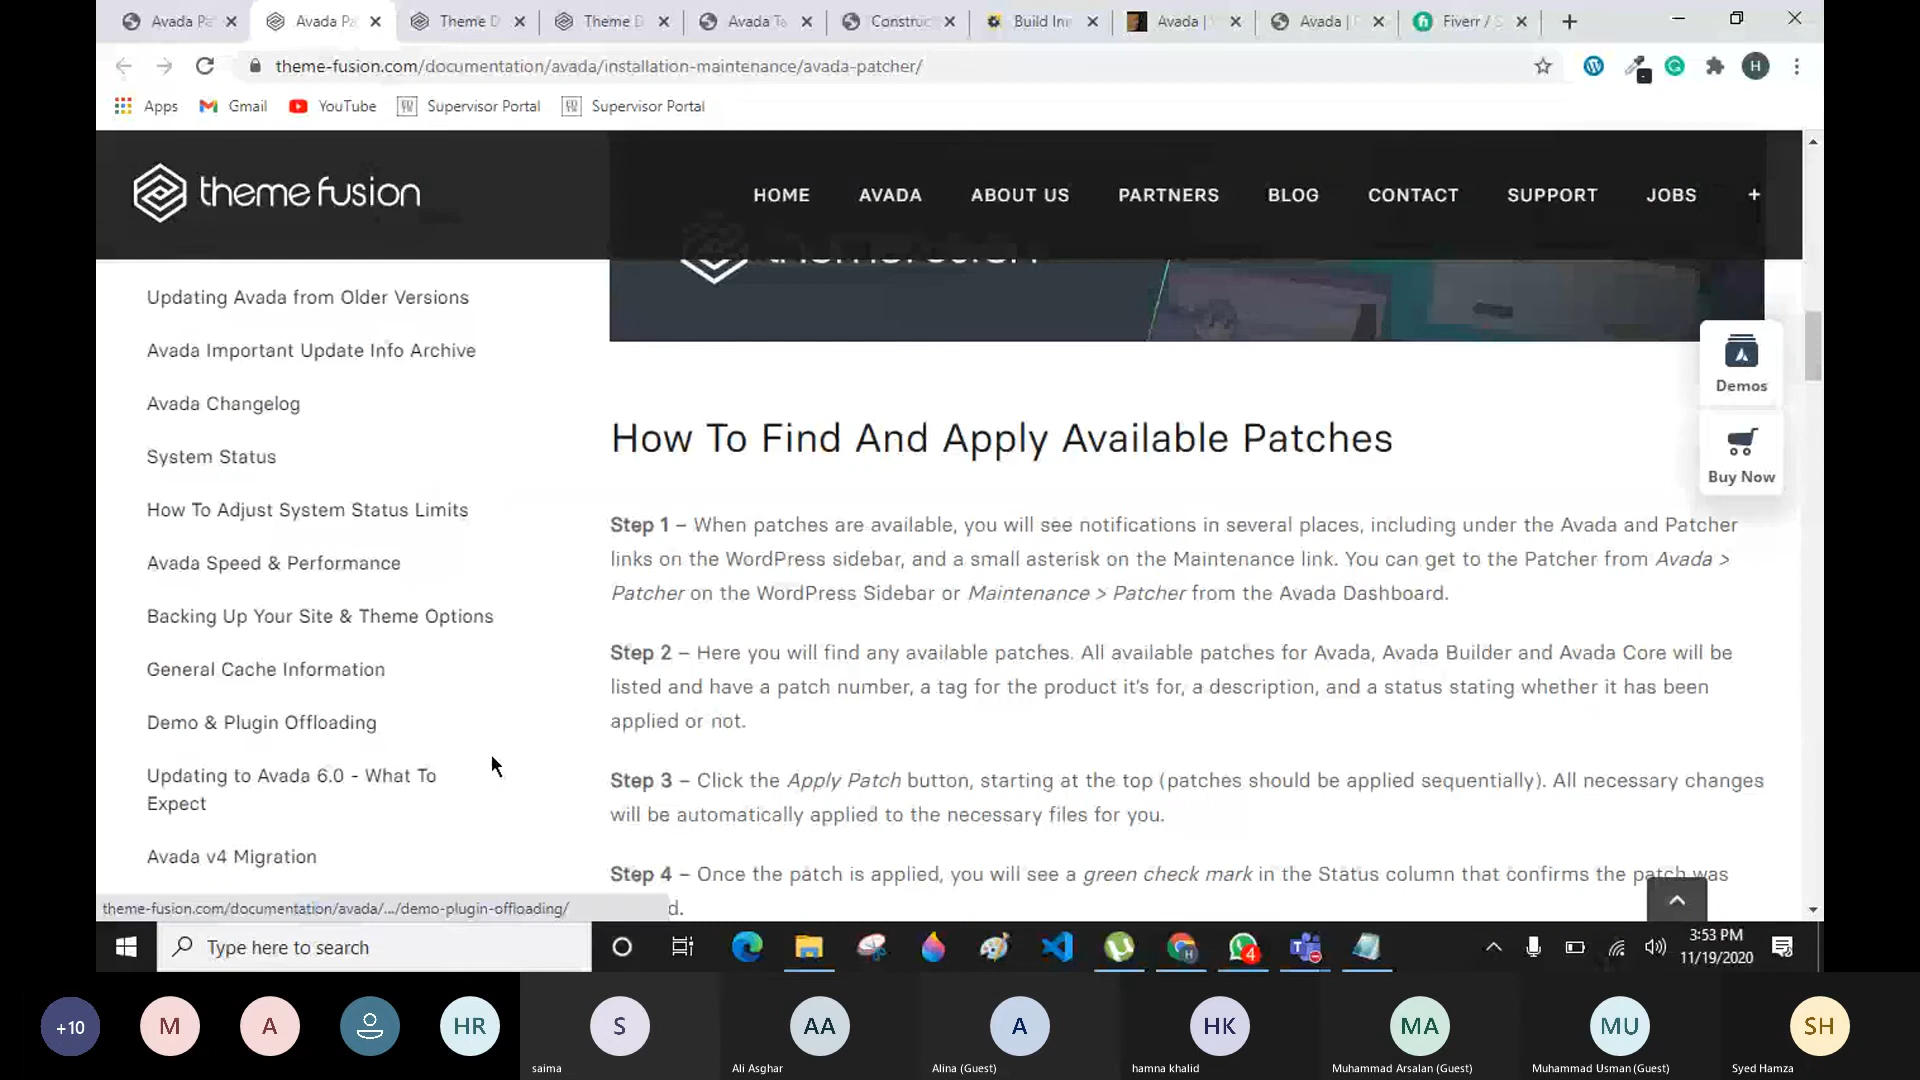 Avada Pa
Avada Pa
Theme D
Theme D
Avada Ta
Construc
Build Inn
Avada |
Avada |
Fiverr /
theme-fusion.com/documentation/avada/installation-maintenance/avada-patcher/
H
Apps
Gmail
YouTube
Supervisor Portal
Supervisor Portal
theme fusion
HOME
AVADA
ABOUT US
PARTNERS
BLOG
CONTACT
SUPPORT
JOBS
+
Updating Avada from Older Versions
Avada Important Update Info Archive
Avada Changelog
System Status
How To Adjust System Status Limits
Avada Speed & Performance
Backing Up Your Site & Theme Options
General Cache Information
Demo & Plugin Offloading
Updating to Avada 6.0 - What To
Expect
Avada v4 Migration
theme-fusion.com/documentation/avada/.../demo-plugin-offloading/
How To Find And Apply Available Patches
Step 1 – When patches are available, you will see notifications in several places, including under the Avada and Patcher
links on the WordPress sidebar, and a small asterisk on the Maintenance link. You can get to the Patcher from Avada >
Patcher on the WordPress Sidebar or Maintenance > Patcher from the Avada Dashboard.
Step 2 – Here you will find any available patches. All available patches for Avada, Avada Builder and Avada Core will be
listed and have a patch number, a tag for the product it's for, a description, and a status stating whether it has been
applied or not.
Step 3 – Click the Apply Patch button, starting at the top (patches should be applied sequentially). All necessary changes
will be automatically applied to the necessary files for you.
Step 4 – Once the patch is applied, you will see a green check mark in the Status column that confirms the patch was
d.
Demos
Buy Now
Type here to search
4
3:53 PM
11/19/2020
+10
M
A
HR
S
saima
AA
Ali Asghar
A
Alina (Guest)
HK
hamna khalid
MA
Muhammad Arsalan (Guest)
MU
Muhammad Usman (Guest)
SH
Syed Hamza